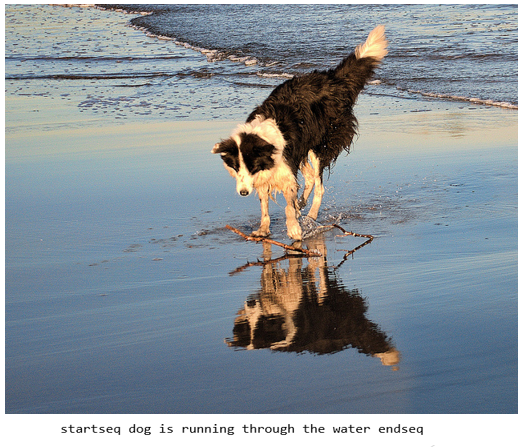 startseq dog is running through the water endseq